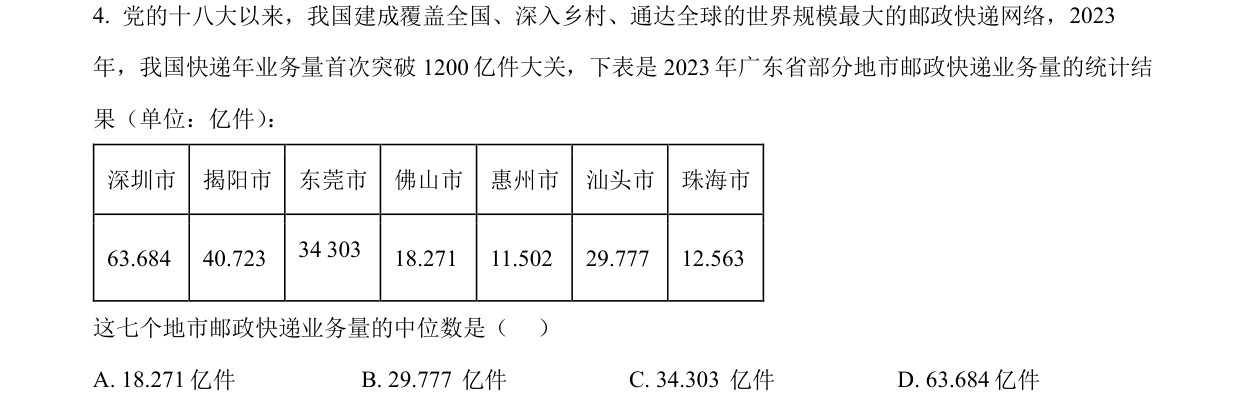 4. 党的十八大以来，我国建成覆盖全国、深入乡村、通达全球的世界规模最大的邮政快递网络，2023
年，我国快递年业务量首次突破 1200 亿件大关，下表是 2023 年广东省部分地市邮政快递业务量的统计结
果（单位：亿件）：
深圳市 揭阳市 东莞市 佛山市 惠州市 汕头市 珠海市
63.684 40.723 34 303 18.271 11.502 29.777 12.563
这七个地市邮政快递业务量的中位数是（ ）
A. 18.271 亿件 B. 29.777 亿件 C. 34.303 亿件 D. 63.684 亿件